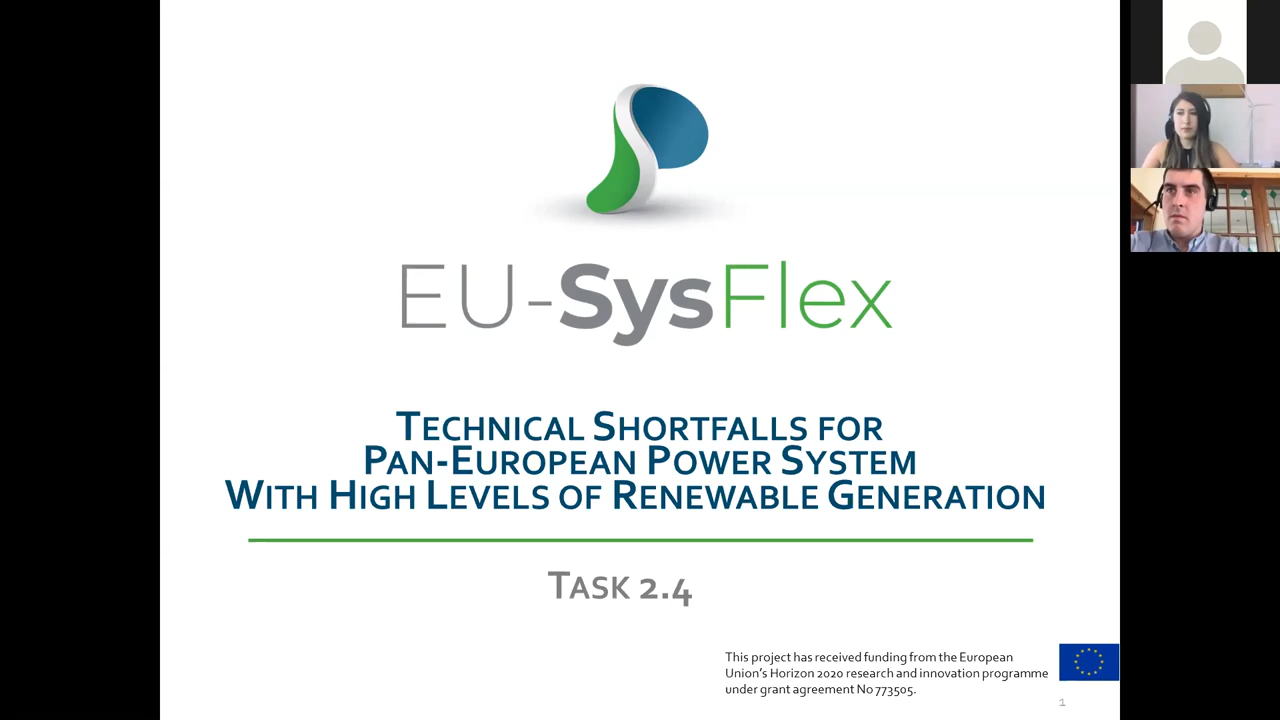 EU-SysFlex
Technical Shortfalls for
Pan-European Power System
With High Levels of Renewable Generation
Task 2.4
This project has received funding from the European
Union's Horizon 2020 research and innovation programme
under grant agreement No 773505.
1